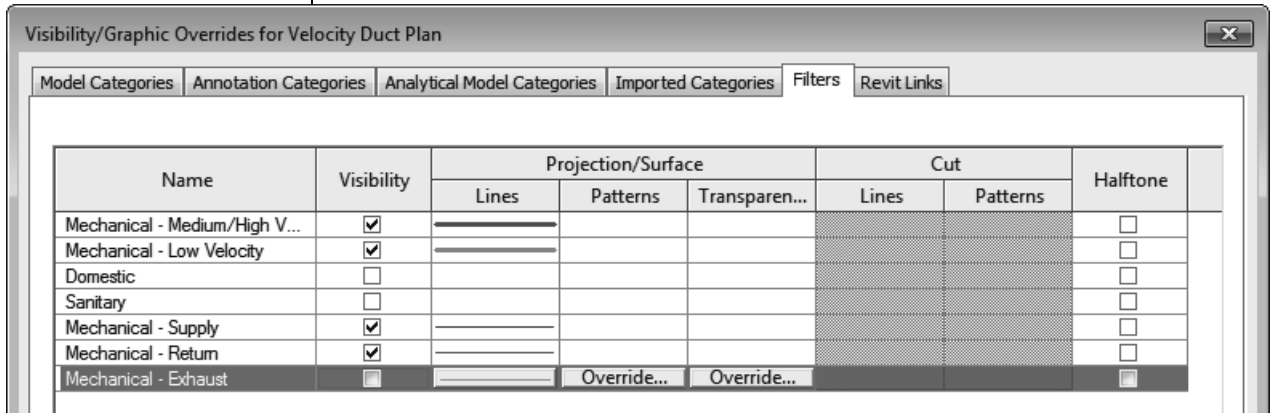 Visibility/Graphic Overrides for Velocity Duct Plan
Model Categories Annotation Categories Analytical Model Categories Imported Categories Filters Revit Links
Projection/Surface Cut
Name Visibility Halftone
Lines Patterns Transparen... Lines Patterns
Mechanical - Medium/High V...
Mechanical - Low Velocity
Domestic
Sanitary
Mechanical - Supply
Mechanical - Return
Mechanical - Exhaust Override... Override...